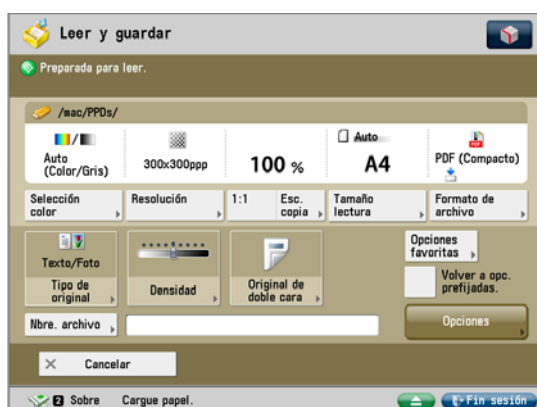 Leer y guardar
Preparada para leer.
/mac/PPDs/
Auto
(Color/Gris)
300x300ppp
100 %
Auto
A4
PDF (Compacto)
Selección
color
Resolución
1:1
Esc.
copia
Tamaño
lectura
Formato de
archivo
Texto/Foto
Tipo de
original
Densidad
Original de
doble cara
Opciones
favoritas
Volver a opc.
prefijadas.
Nbre. archivo
Opciones
Cancelar
2 Sobre Cargue papel.
Fin sesión